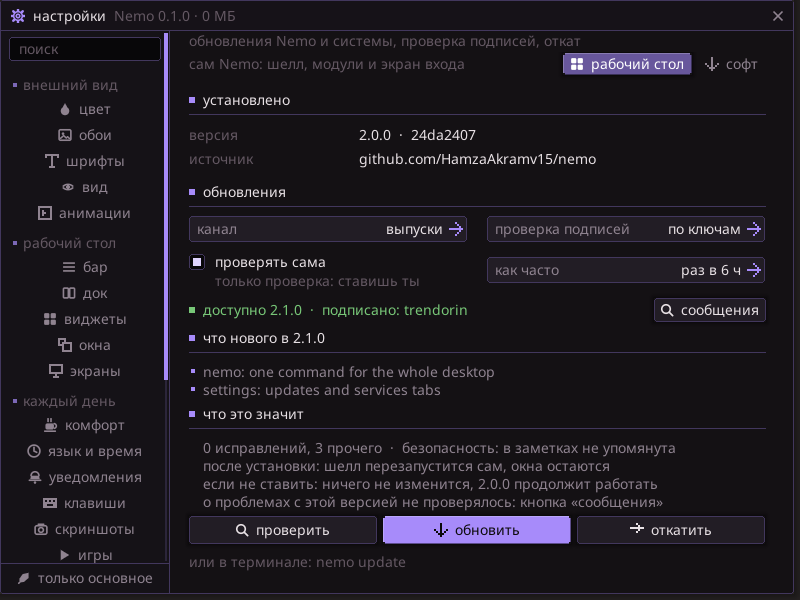 настройки Nemo 0.1.0 · 0 МБ
поиск
внешний вид
цвет
обои
шрифты
вид
анимации
рабочий стол
бар
док
виджеты
окна
экраны
каждый день
комфорт
язык и время
уведомления
клавиши
скриншоты
игры
только основное
обновления Nemo и системы, проверка подписей, откат
сам Nemo: шелл, модули и экран входа
рабочий стол
софт
установлено
версия 2.0.0 · 24da2407
источник github.com/HamzaAkramv15/nemo
обновления
канал выпуски
проверка подписей по ключам
проверять сама
только проверка: ставишь ты
как часто раз в 6 ч
доступно 2.1.0 · подписано: trendorin
сообщения
что нового в 2.1.0
nemo: one command for the whole desktop
settings: updates and services tabs
что это значит
0 исправлений, 3 прочего · безопасность: в заметках не упомянута
после установки: шелл перезапустится сам, окна остаются
если не ставить: ничего не изменится, 2.0.0 продолжит работать
о проблемах с этой версией не проверялось: кнопка «сообщения»
проверить
обновить
откатить
или в терминале: nemo update